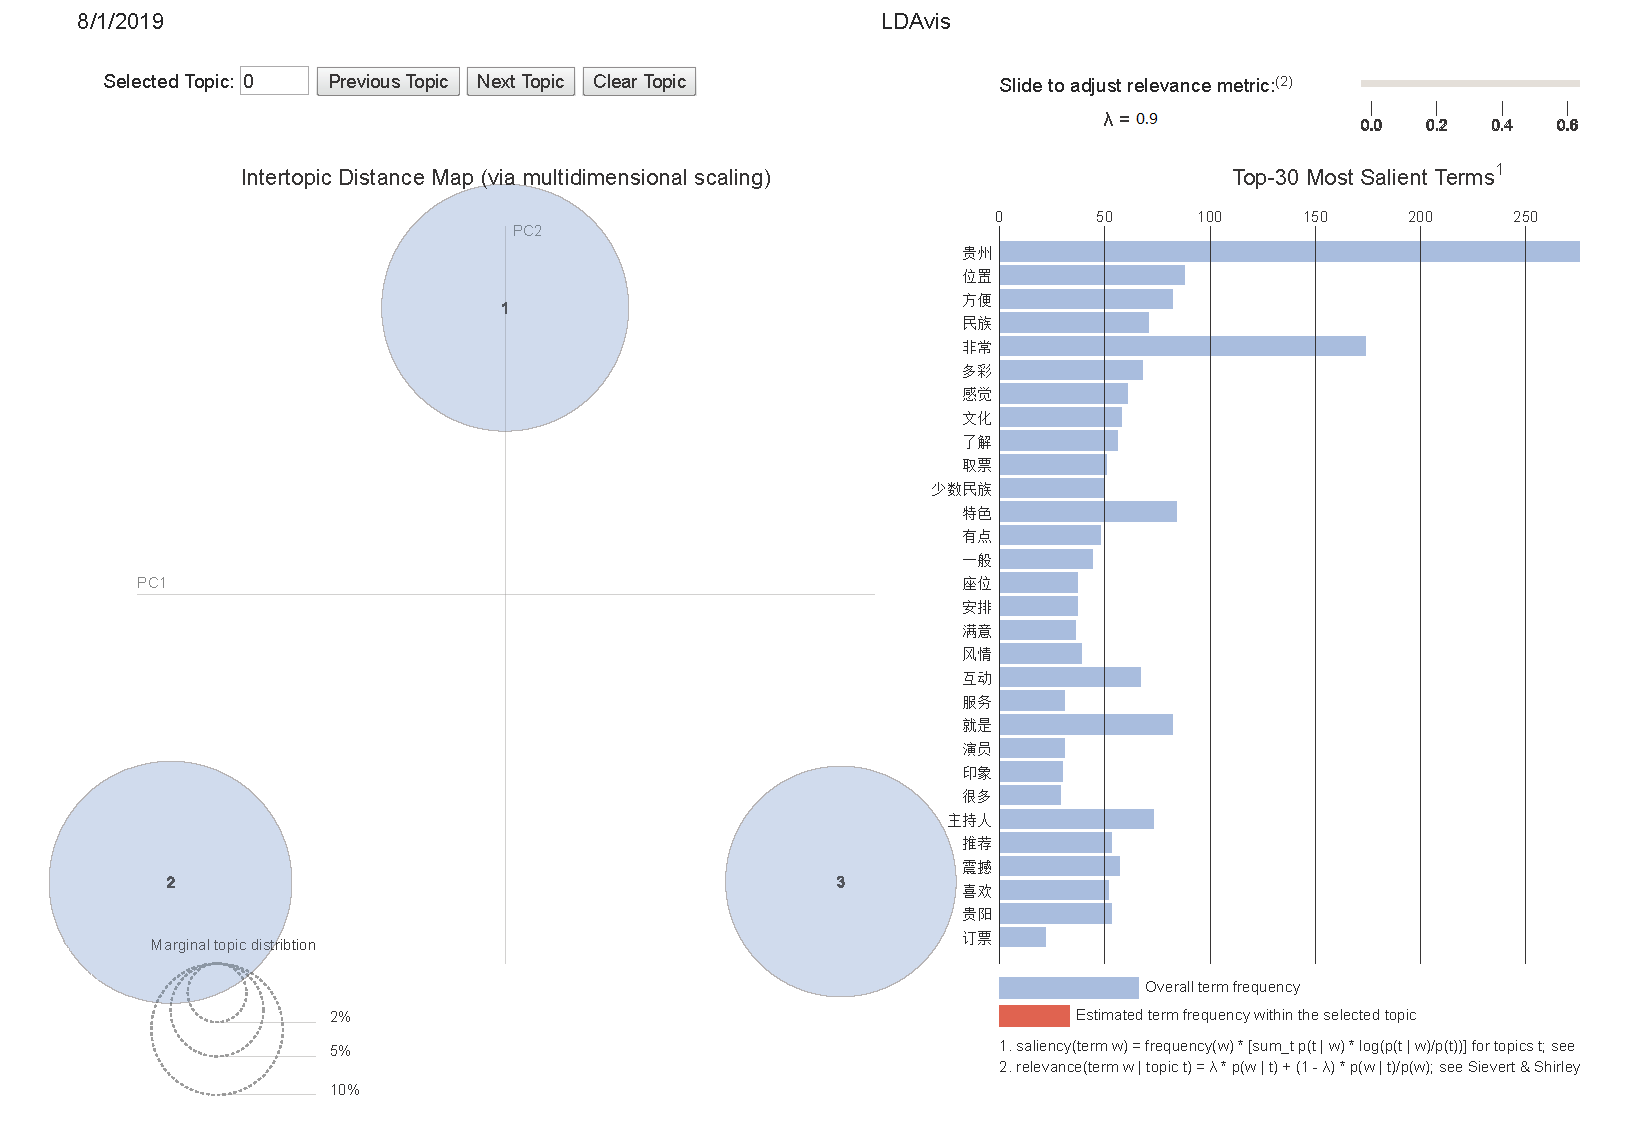 8/1/2019
LDAvis
Selected Topic: 0 Previous Topic Next Topic Clear Topic
Slide to adjust relevance metric:(2)
λ = 0.9
0.0 0.2 0.4 0.6
Intertopic Distance Map (via multidimensional scaling)
PC2
PC1
1
2
3
Marginal topic distribtion
2%
5%
10%
Top-30 Most Salient Terms1
0 50 100 150 200 250
贵州
位置
方便
民族
非常
多彩
感觉
文化
了解
取票
少数民族
特色
有点
一般
座位
安排
满意
风情
互动
服务
就是
演员
印象
很多
主持人
推荐
震撼
喜欢
贵阳
订票
Overall term frequency
Estimated term frequency within the selected topic
1. saliency(term w) = frequency(w) * [sum_t p(t | w) * log(p(t | w)/p(t))] for topics t; see
2. relevance(term w | topic t) = λ * p(w | t) + (1 - λ) * p(w | t)/p(w); see Sievert & Shirley